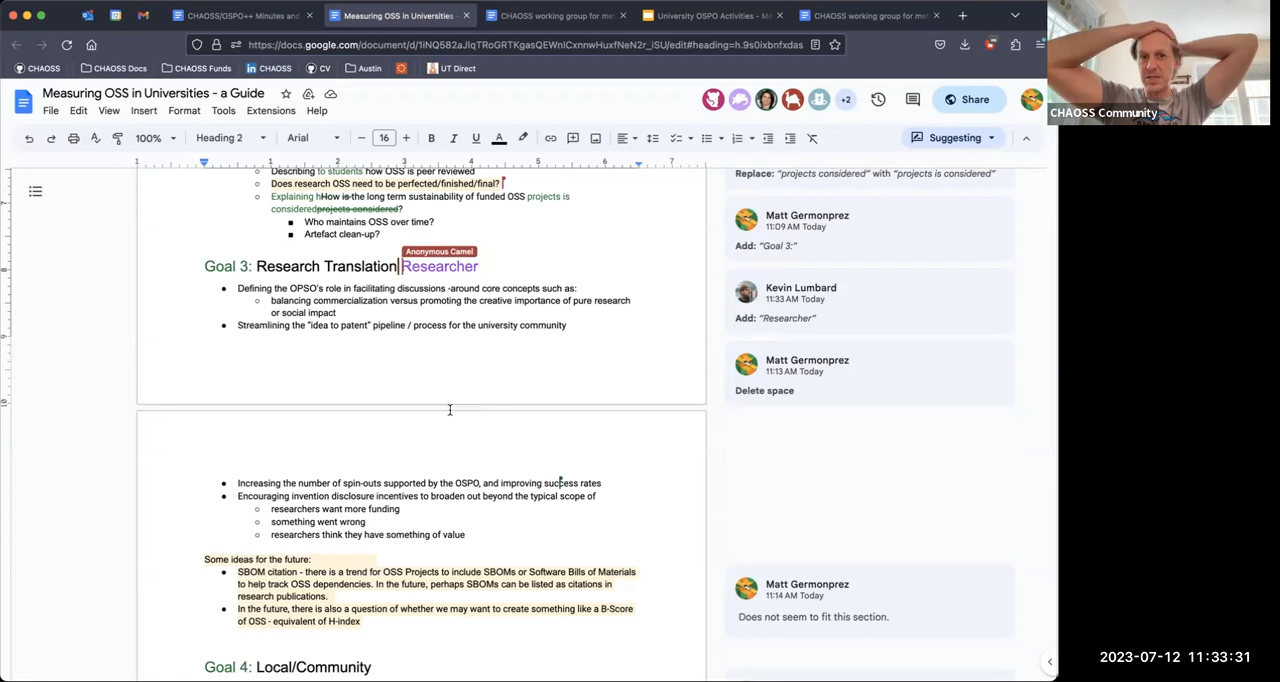 CHAOSS/OSPO++ Minutes and
Measuring OSS in Universities -
CHAOSS working group for met
University OSPO Activities - Ma
CHAOSS working group for met
https://docs.google.com/document/d/1iNQ582aJlqTRoGRTKgasQEWnICxnnwHuxfNeN2r_iSU/edit#heading=h.9s0ixbnfxdas
CHAOSS
CHAOSS Docs
CHAOSS Funds
CHAOSS
CV
Austin
UT Direct
CHAOSS Community
Measuring OSS in Universities - a Guide
File Edit View Insert Format Tools Extensions Help
+2
Share
100%
Heading 2
Arial
16
Suggesting
1 1 2 3 4 5 6 7
Describing to students how OSS is peer reviewed
Does research OSS need to be perfected/finished/final?
Explaining hHow is the long term sustainability of funded OSS projects is
consideredprojects considered?
Who maintains OSS over time?
Artefact clean-up?
Anonymous Camel
Goal 3: Research Translation Researcher
Defining the OPSO's role in facilitating discussions -around core concepts such as:
balancing commercialization versus promoting the creative importance of pure research
or social impact
Streamlining the "idea to patent" pipeline / process for the university community
Increasing the number of spin-outs supported by the OSPO, and improving success rates
Encouraging invention disclosure incentives to broaden out beyond the typical scope of
researchers want more funding
something went wrong
researchers think they have something of value
Some ideas for the future:
SBOM citation - there is a trend for OSS Projects to include SBOMs or Software Bills of Materials
to help track OSS dependencies. In the future, perhaps SBOMs can be listed as citations in
research publications.
In the future, there is also a question of whether we may want to create something like a B-Score
of OSS - equivalent of H-index
Goal 4: Local/Community
Replace: "projects considered" with "projects is considered"
Matt Germonprez
11:09 AM Today
Add: "Goal 3:"
Kevin Lumbard
11:33 AM Today
Add: "Researcher"
Matt Germonprez
11:13 AM Today
Delete space
Matt Germonprez
11:14 AM Today
Does not seem to fit this section.
2023-07-12 11:33:31